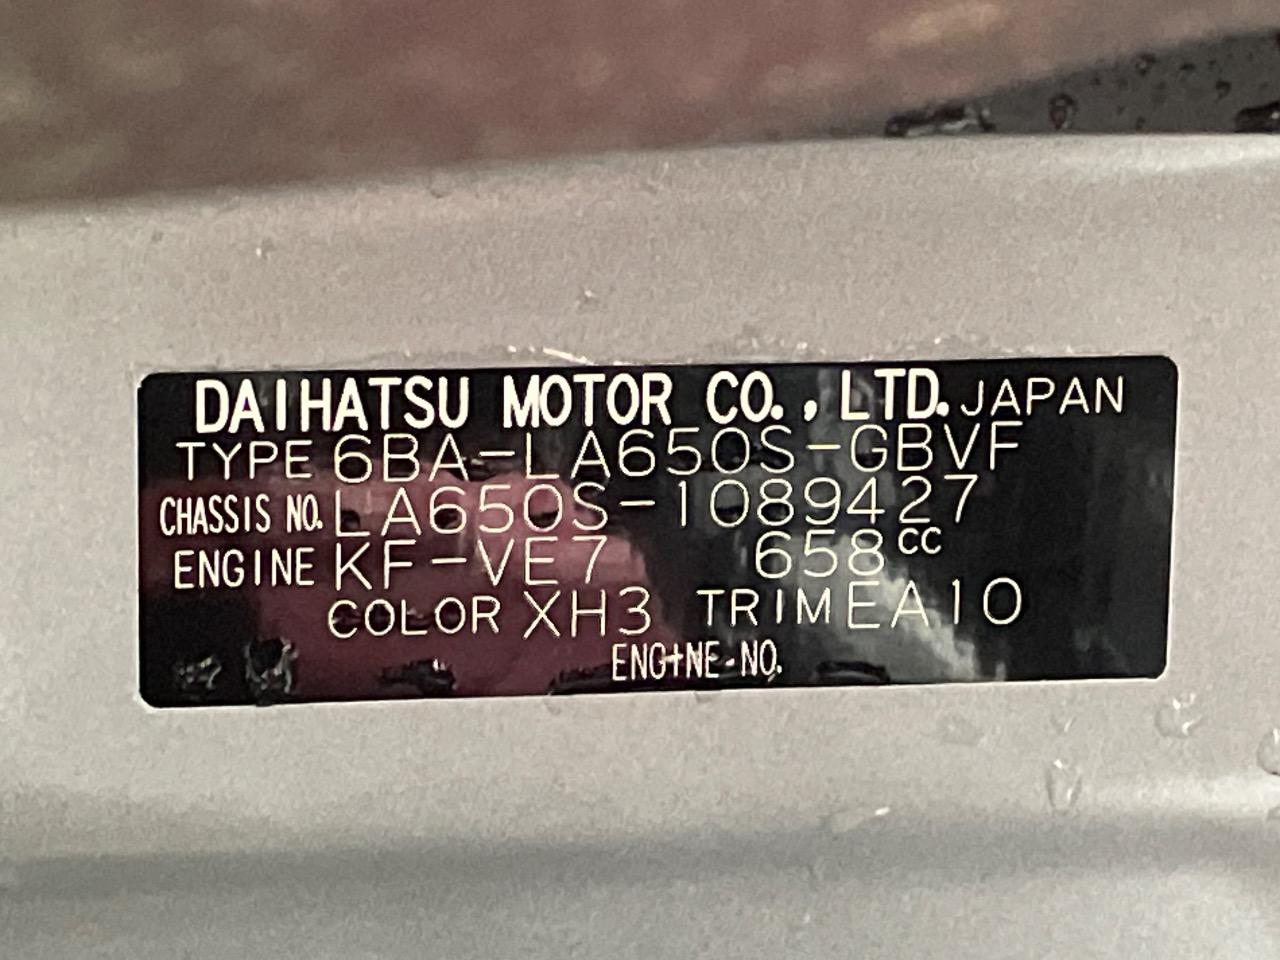 DAIHATSU MOTOR CO., LTD. JAPAN
TYPE 6BA-LA650S-GBVF
CHASSIS NO. LA650S-1089427
ENGINE KF-VE7 658cc
COLOR XH3 TRIM EA10
ENGINE-NO.